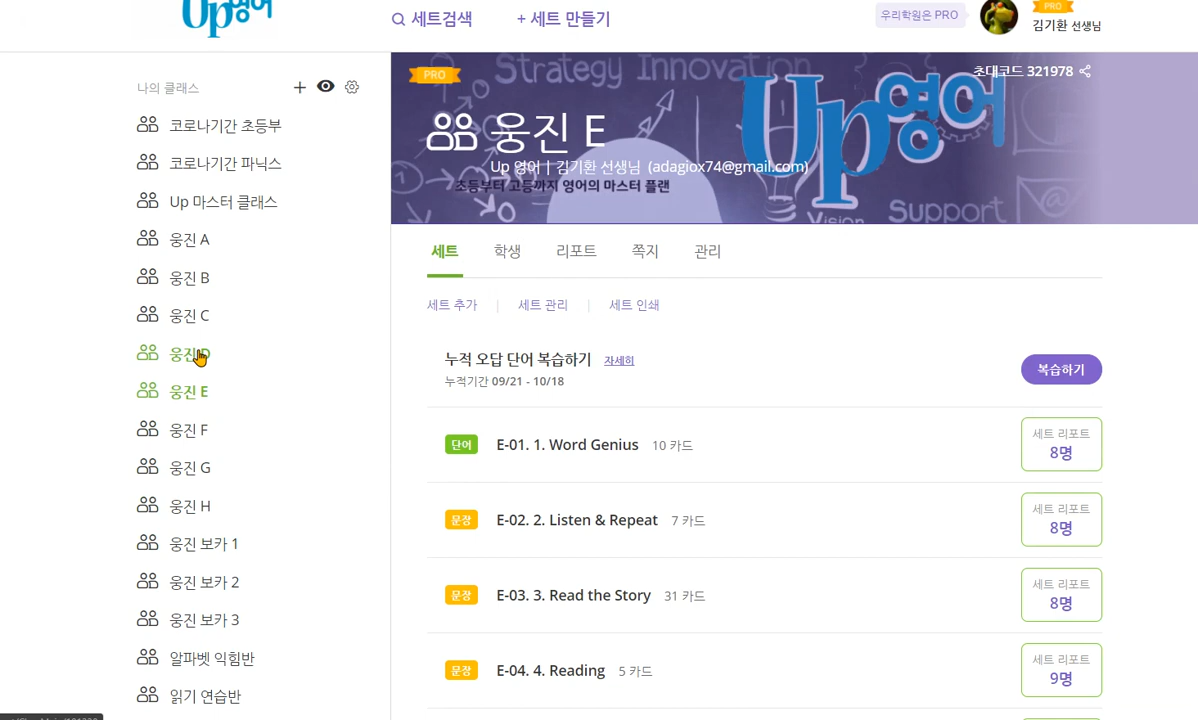 Up영어
세트검색
+ 세트 만들기
우리학원은 PRO
PRO
김기환 선생님
나의 클래스
코로나기간 초등부
코로나기간 파닉스
Up 마스터 클래스
웅진 A
웅진 B
웅진 C
웅진 D
웅진 E
웅진 F
웅진 G
웅진 H
웅진 보카 1
웅진 보카 2
웅진 보카 3
알파벳 익힘반
읽기 연습반
PRO
Strategy Innovation
초대코드 321978
웅진 E
Up영어
Up 영어 | 김기환 선생님 (adagiox74@gmail.com)
초등부터 고등까지 영어의 마스터 플랜
Vision
Support
세트
학생
리포트
쪽지
관리
세트 추가 | 세트 관리 | 세트 인쇄
누적 오답 단어 복습하기 자세히
누적기간 09/21 - 10/18
복습하기
단어 E-01. 1. Word Genius 10 카드
세트 리포트
8명
문장 E-02. 2. Listen & Repeat 7 카드
세트 리포트
8명
문장 E-03. 3. Read the Story 31 카드
세트 리포트
8명
문장 E-04. 4. Reading 5 카드
세트 리포트
9명